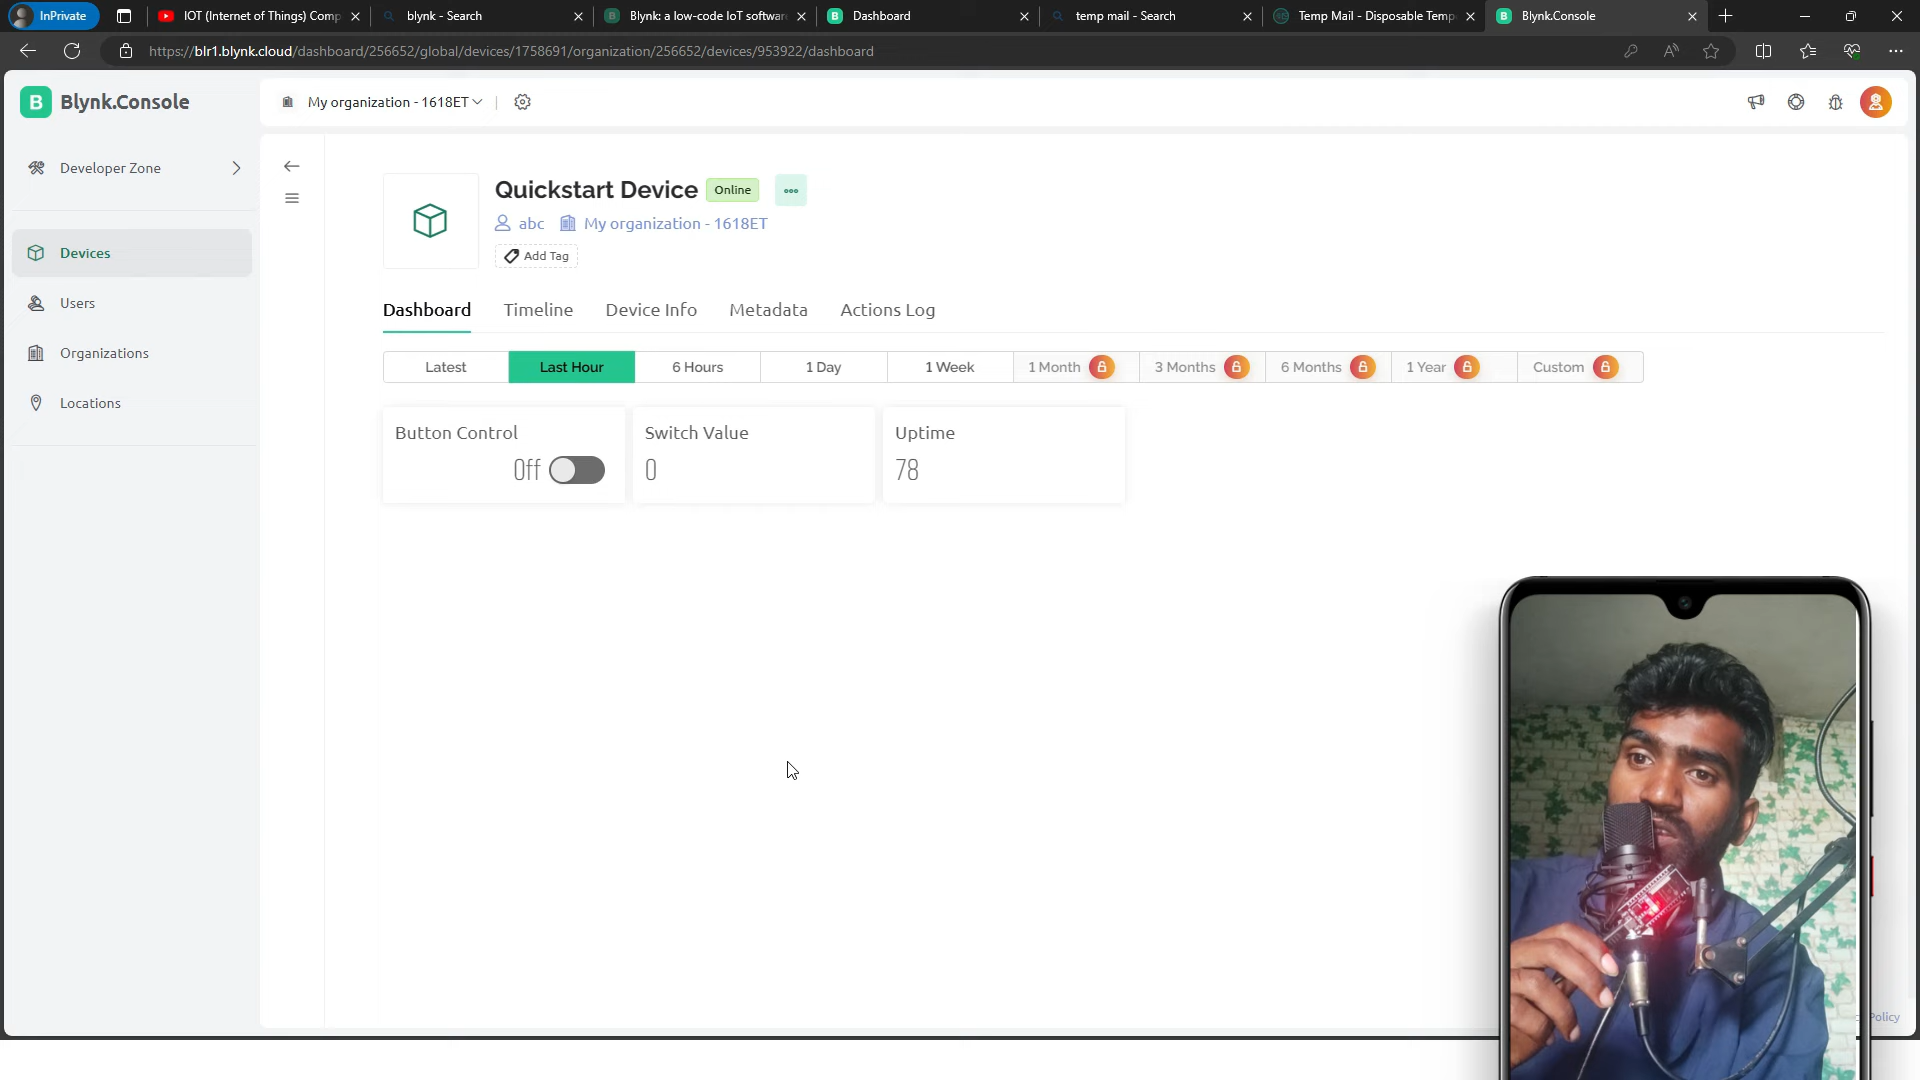 InPrivate
IOT (Internet of Things) Comp
blynk - Search
Blynk: a low-code IoT softwar
Dashboard
temp mail - Search
Temp Mail - Disposable Temp
Blynk.Console
https://blr1.blynk.cloud/dashboard/256652/global/devices/1758691/organization/256652/devices/953922/dashboard
B Blynk.Console
My organization - 1618ET
Developer Zone
Devices
Users
Organizations
Locations
Quickstart Device Online
abc My organization - 1618ET
Add Tag
Dashboard Timeline Device Info Metadata Actions Log
Latest Last Hour 6 Hours 1 Day 1 Week 1 Month 3 Months 6 Months 1 Year Custom
Button Control
Off
Switch Value
0
Uptime
78
Policy